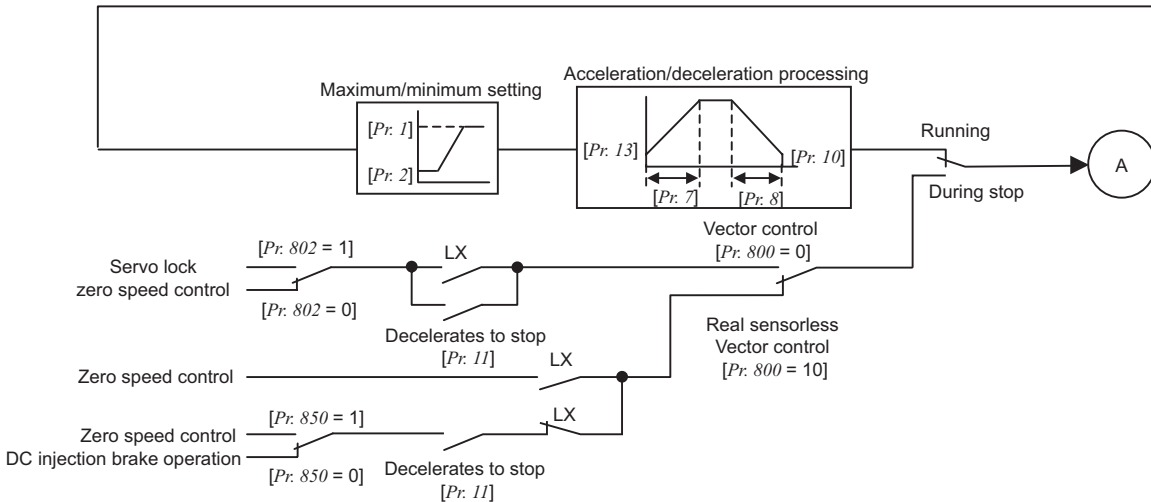 Acceleration/deceleration processing
Maximum/minimum setting
[Pr. 1]
[Pr. 2]
[Pr. 13]
[Pr. 10]
[Pr. 7]
[Pr. 8]
Running
A
During stop
Vector control
[Pr. 800 = 0]
[Pr. 802 = 1]
LX
Servo lock
zero speed control
[Pr. 802 = 0]
Decelerates to stop
[Pr. 11]
Real sensorless
Vector control
[Pr. 800 = 10]
LX
Zero speed control
[Pr. 850 = 1]
LX
Zero speed control
DC injection brake operation
[Pr. 850 = 0]
Decelerates to stop
[Pr. 11]